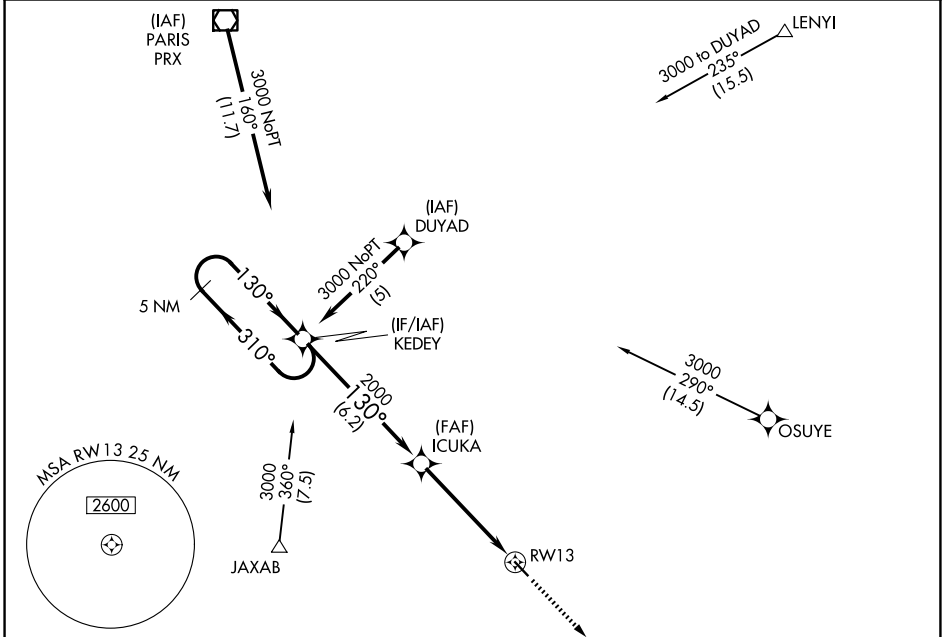 (IAF)
PARIS
PRX
3000 NoPT
160°
(11.7)
LENYI
3000 to DUYAD
235°
(15.5)
(IAF)
DUYAD
3000 NoPT
220°
(5)
5 NM
130°
310°
(IF/IAF)
KEDEY
2000
130°
(6.2)
3000
290°
(14.5)
OSUYE
(FAF)
ICUKA
MSA RW13 25 NM
2600
3000
360°
(7.5)
JAXAB
RW13